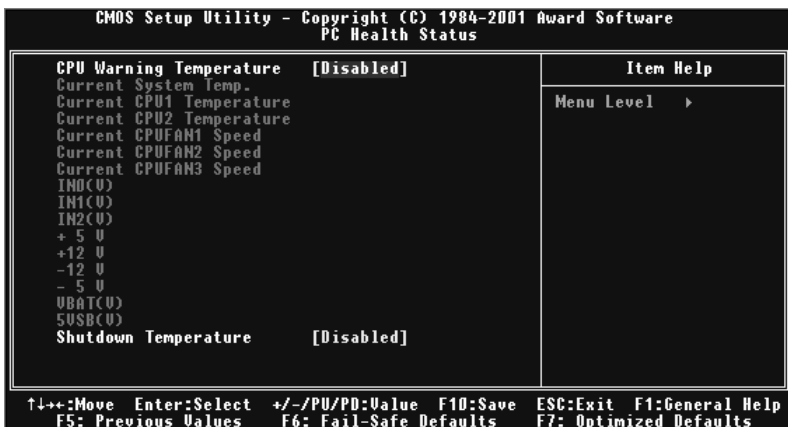 CMOS Setup Utility - Copyright (C) 1984-2001 Award Software
PC Health Status
CPU Warning Temperature [Disabled]
Current System Temp.
Current CPU1 Temperature
Current CPU2 Temperature
Current CPUFAN1 Speed
Current CPUFAN2 Speed
Current CPUFAN3 Speed
IN0(V)
IN1(V)
IN2(V)
+ 5 V
+12 V
-12 V
- 5 V
VBAT(V)
5VSB(V)
Shutdown Temperature [Disabled]
Item Help
Menu Level ▸
↑↓→←:Move Enter:Select +/-/PU/PD:Value F10:Save ESC:Exit F1:General Help
F5: Previous Values F6: Fail-Safe Defaults F7: Optimized Defaults